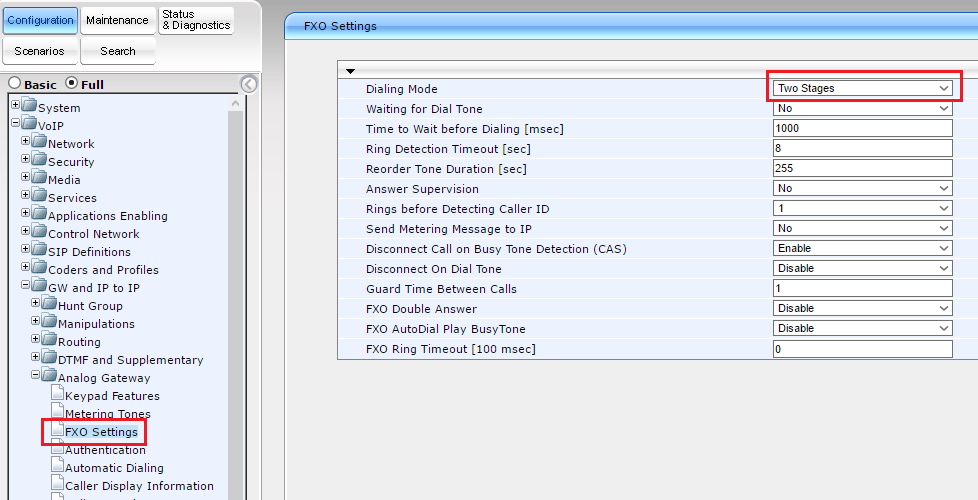 Configuration
Maintenance
Status
& Diagnostics
Scenarios
Search
Basic
Full
System
VoIP
Network
Security
Media
Services
Applications Enabling
Control Network
SIP Definitions
Coders and Profiles
GW and IP to IP
Hunt Group
Manipulations
Routing
DTMF and Supplementary
Analog Gateway
Keypad Features
Metering Tones
FXO Settings
Authentication
Automatic Dialing
Caller Display Information
FXO Settings
Dialing Mode Two Stages
Waiting for Dial Tone No
Time to Wait before Dialing [msec] 1000
Ring Detection Timeout [sec] 8
Reorder Tone Duration [sec] 255
Answer Supervision No
Rings before Detecting Caller ID 1
Send Metering Message to IP No
Disconnect Call on Busy Tone Detection (CAS) Enable
Disconnect On Dial Tone Disable
Guard Time Between Calls 1
FXO Double Answer Disable
FXO AutoDial Play BusyTone Disable
FXO Ring Timeout [100 msec] 0